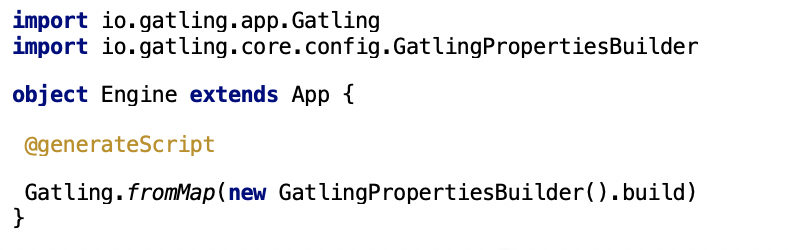 import io.gatling.app.Gatling
import io.gatling.core.config.GatlingPropertiesBuilder
object Engine extends App {
@generateScript
Gatling.fromMap(new GatlingPropertiesBuilder().build)
}